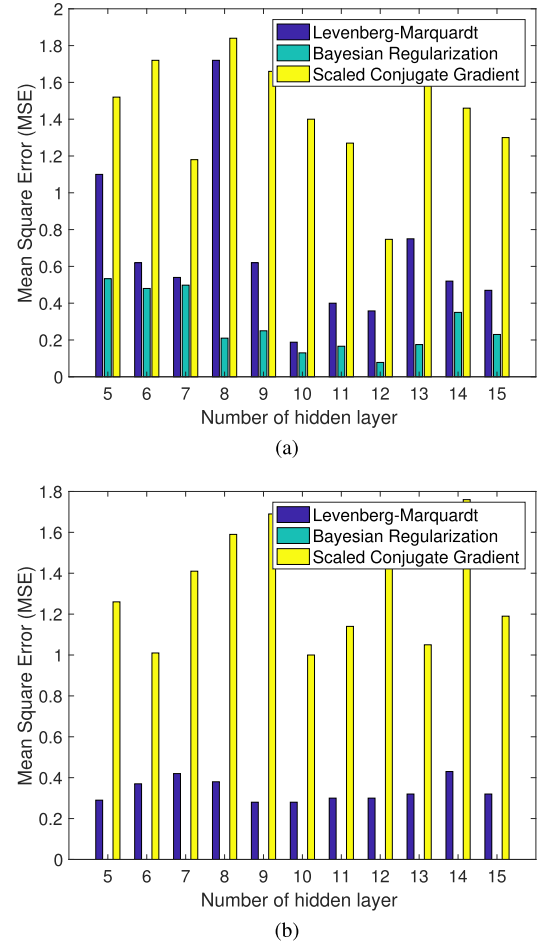 2
1.8
1.6
1.4
1.2
1
0.8
0.6
0.4
0.2
0
Mean Square Error (MSE)
Levenberg-Marquardt
Bayesian Regularization
Scaled Conjugate Gradient
5 6 7 8 9 10 11 12 13 14 15
Number of hidden layer
(a)
1.8
1.6
1.4
1.2
1
0.8
0.6
0.4
0.2
0
Mean Square Error (MSE)
Levenberg-Marquardt
Bayesian Regularization
Scaled Conjugate Gradient
5 6 7 8 9 10 11 12 13 14 15
Number of hidden layer
(b)